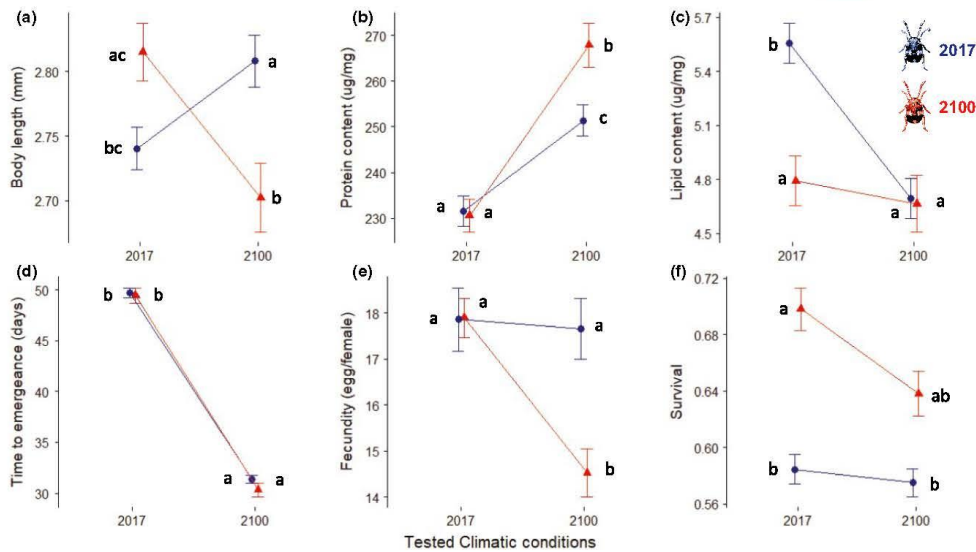 (a)
Body length (mm)
2.80
2.75
2.70
ac
a
bc
b
2017
2100
(b)
Protein content (ug/mg)
270
260
250
240
230
b
c
a
a
2017
2100
(c)
Lipid content (ug/mg)
5.7
5.4
5.1
4.8
4.5
b
a
a
a
2017
2100
2017
2100
(d)
Time to emergeance (days)
50
45
40
35
30
b
b
a
a
2017
2100
(e)
Fecundity (egg/female)
18
17
16
15
14
a
a
a
b
2017
2100
(f)
Survival
0.72
0.68
0.64
0.60
0.56
a
ab
b
b
2017
2100
Tested Climatic conditions